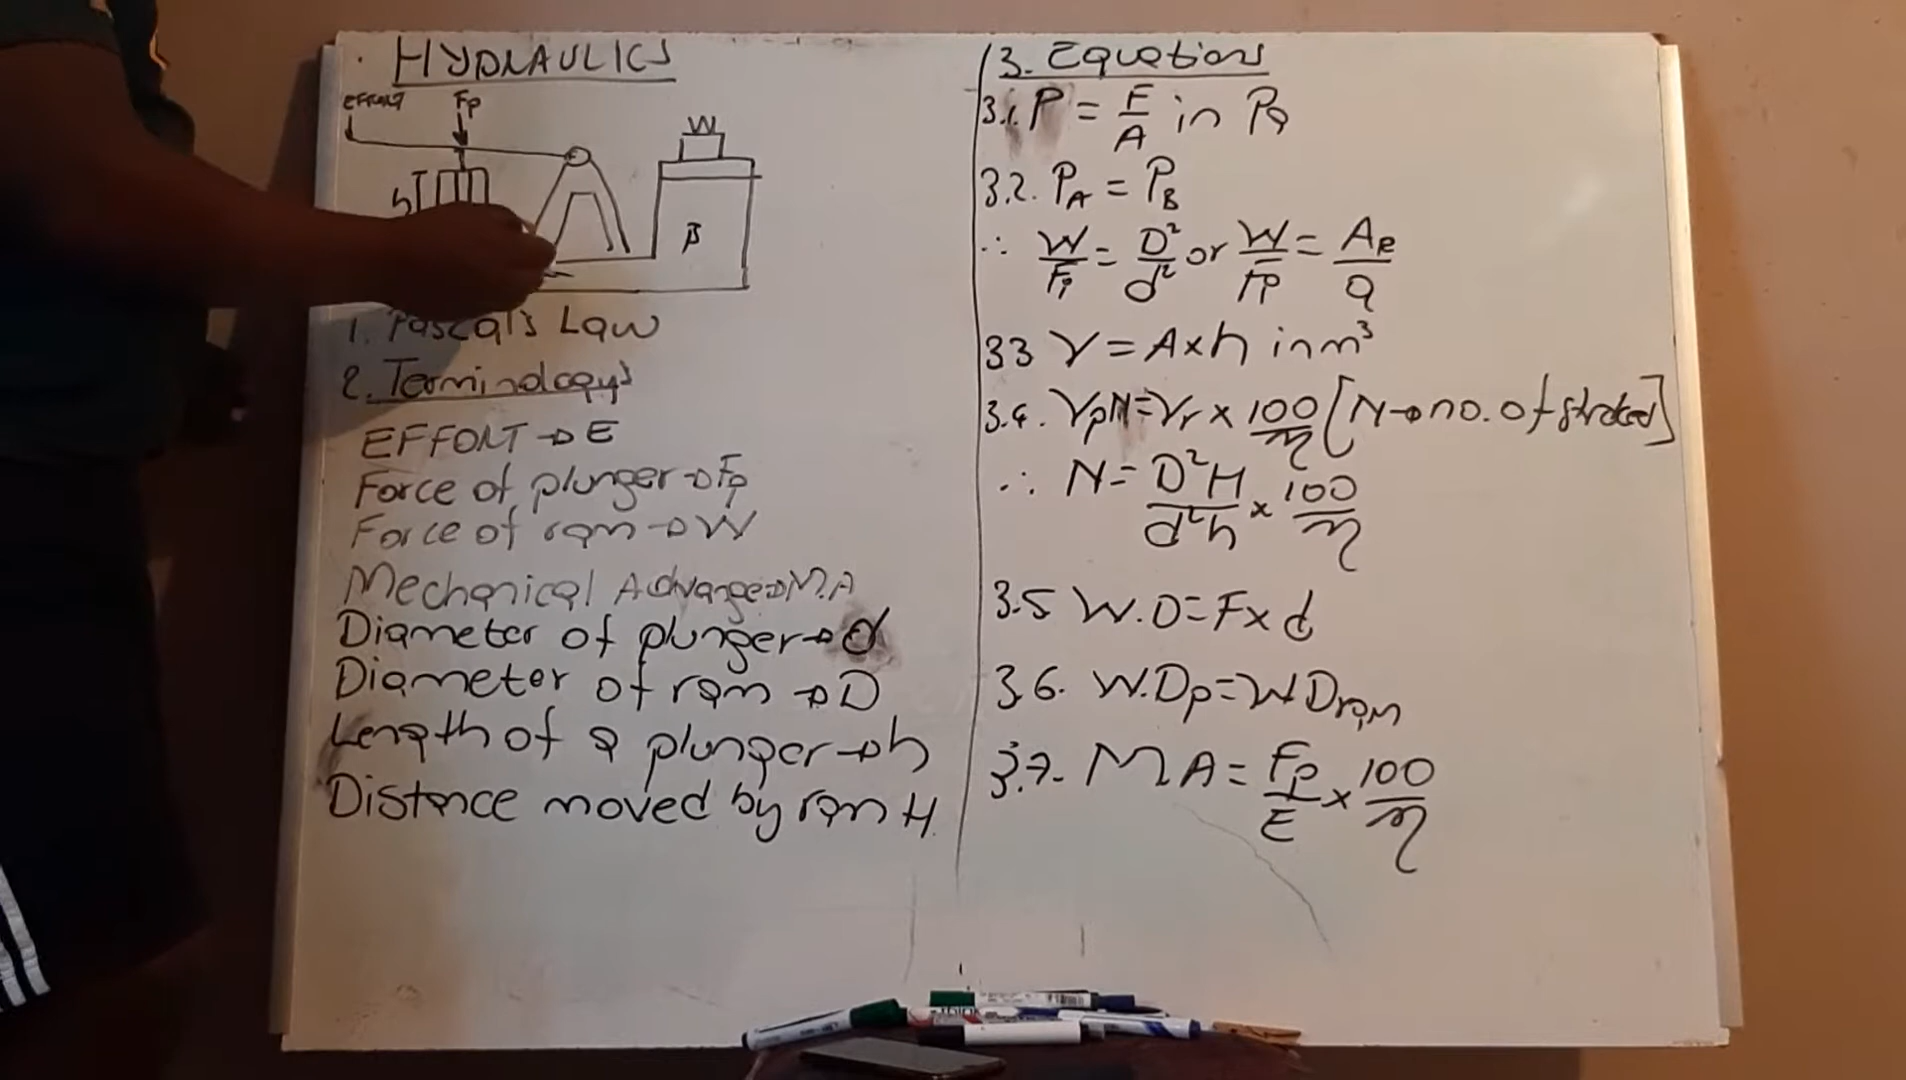 HYDRAULICS
EFFORT Fp
W
h
B
1. Pascal's Law
2. Terminology's
EFFORT → E
Force of plunger → Fp
Force of ram → W
Mechanical Advange → M.A
Diameter of plunger → d
Diameter of ram → D
Length of a plunger → h
Distance moved by ram H.
3. Equations
3.1. P = F/A in Pa
3.2. PA = PB
∴ W/Fp = D²/d² or W/Fp = AR/a
3.3 V = A x h in m³
3.4. VpN = Vr x 100/η [N → no. of strokes]
∴ N = D²H/d²h x 100/η
3.5 W.D = F x d
3.6. W.Dp = W Dram
3.7. MA = Fp/E x 100/η